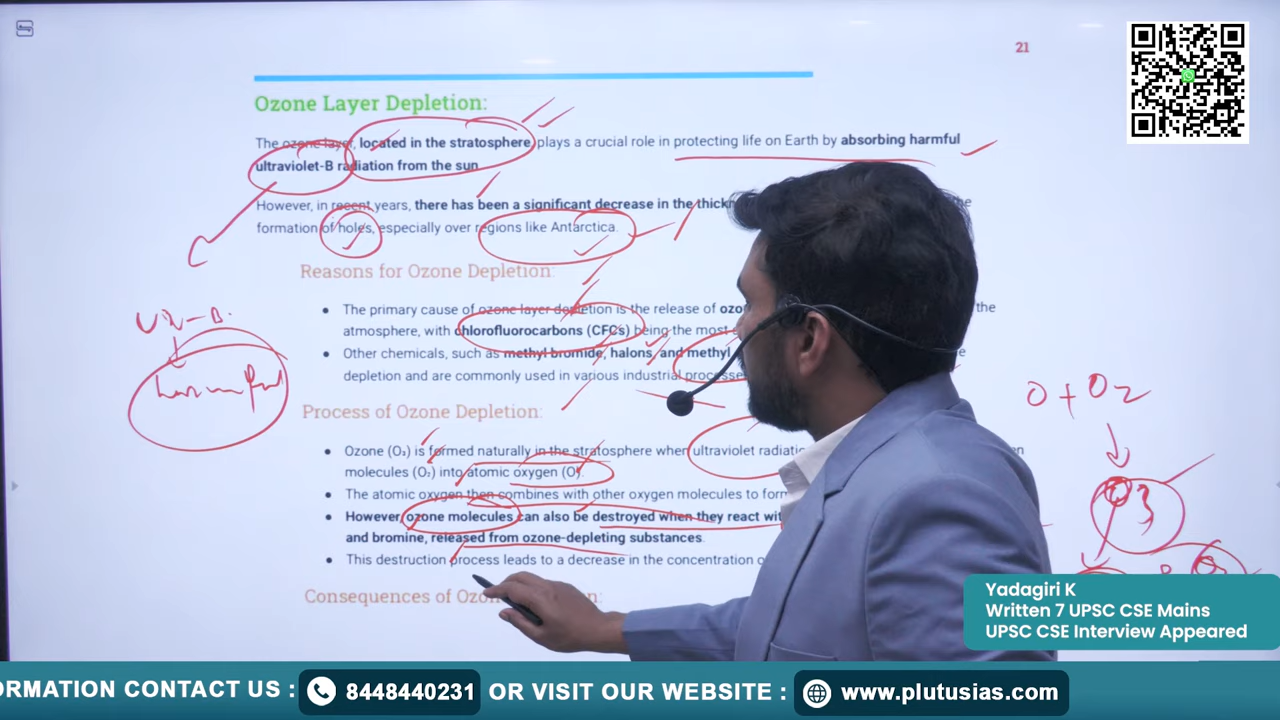 21
Ozone Layer Depletion:
The ozone layer, located in the stratosphere, plays a crucial role in protecting life on Earth by absorbing harmful
ultraviolet-B radiation from the sun.
However, in recent years, there has been a significant decrease in the the
formation of holes, especially over regions like Antarctica.
Reasons for Ozone Depletion:
The primary cause of ozone layer depletion is the release of the
atmosphere, with chlorofluorocarbons (CFCs) being the most
Other chemicals, such as methyl bromide, halons, and methyl
depletion and are commonly used in various industrial processes
UV-B.
harmful
O + O2
O3
Process of Ozone Depletion:
• Ozone (O₃) is formed naturally in the stratosphere when ultraviolet
molecules (O₂) into atomic oxygen (O).
• The atomic oxygen then combines with other oxygen molecules to form
• However, ozone molecules can also be destroyed when they react
and bromine, released from ozone-depleting substances.
• This destruction process leads to a decrease in the concentration
Consequences of
Yadagiri K
Written 7 UPSC CSE Mains
UPSC CSE Interview Appeared
ORMATION CONTACT US : 8448440231 OR VISIT OUR WEBSITE : www.plutusias.com